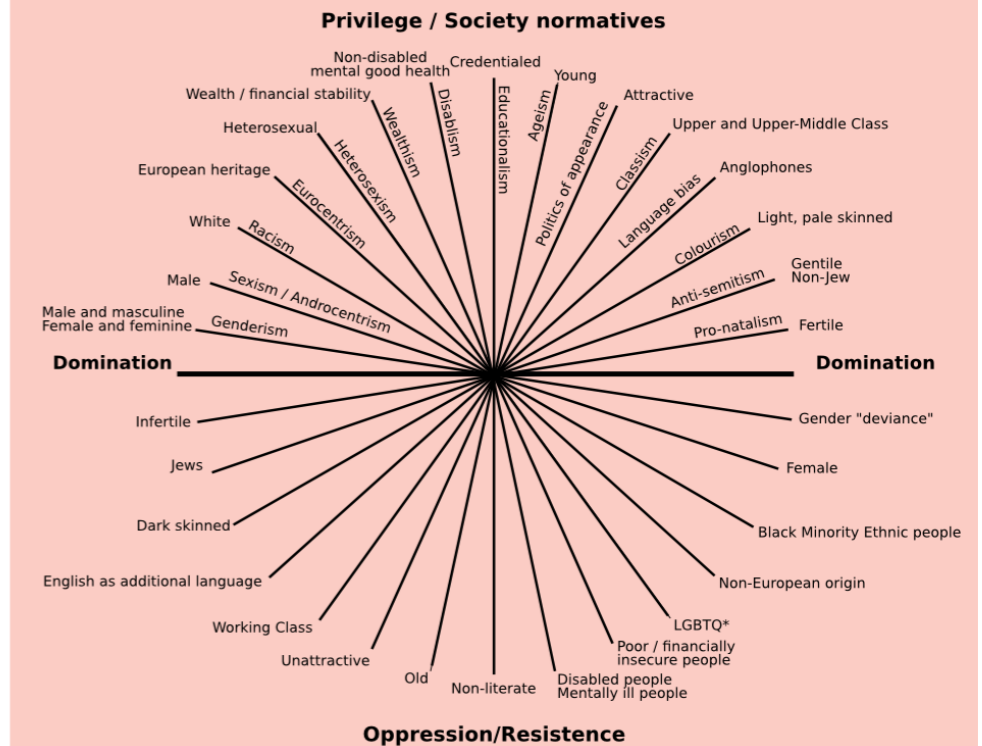 Privilege / Society normatives
Non-disabled
mental good health
Credentialed
Young
Wealth / financial stability
Attractive
Heterosexual
Upper and Upper-Middle Class
European heritage
Anglophones
White
Light, pale skinned
Male
Gentile
Non-Jew
Male and masculine
Female and feminine
Fertile
Genderism
Sexism / Androcentrism
Racism
Eurocentrism
Heterosexism
Wealthism
Disablism
Educationalism
Ageism
Politics of appearance
Classism
Language bias
Colourism
Anti-semitism
Pro-natalism
Domination
Domination
Infertile
Gender "deviance"
Jews
Female
Dark skinned
Black Minority Ethnic people
English as additional language
Non-European origin
Working Class
LGBTQ*
Unattractive
Poor / financially
insecure people
Old
Non-literate
Disabled people
Mentally ill people
Oppression/Resistence